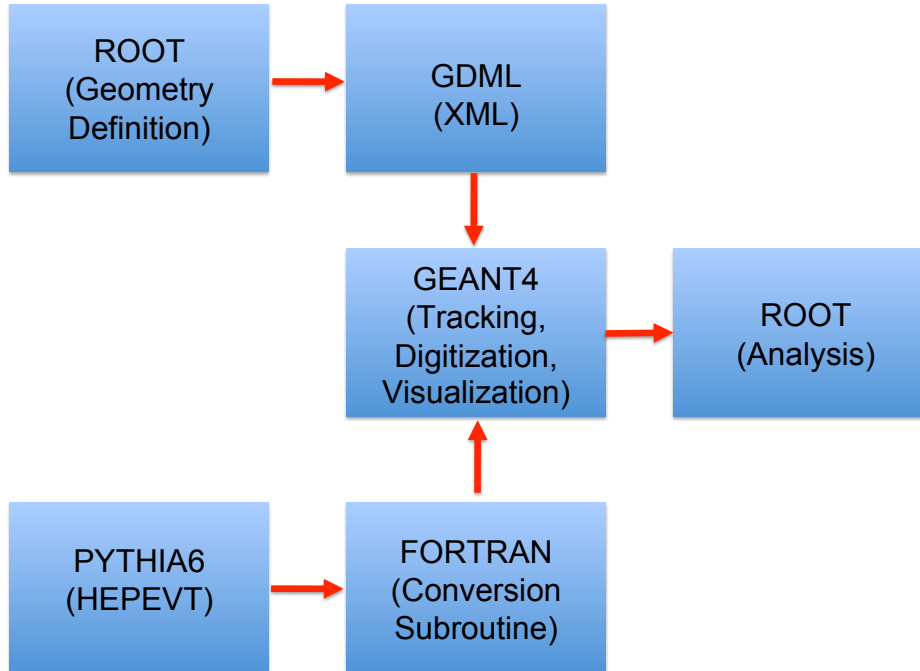 ROOT
(Geometry
Definition)
GDML
(XML)
GEANT4
(Tracking,
Digitization,
Visualization)
ROOT
(Analysis)
PYTHIA6
(HEPEVT)
FORTRAN
(Conversion
Subroutine)